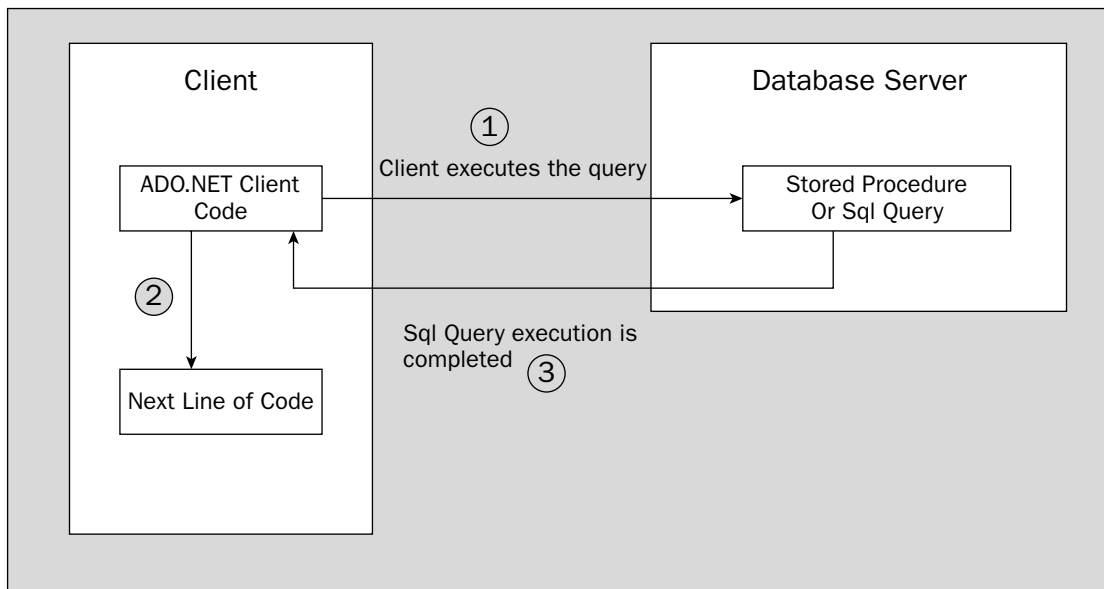 Client
Database Server
1
Client executes the query
ADO.NET Client
Code
Stored Procedure
Or Sql Query
2
Sql Query execution is
completed
3
Next Line of Code